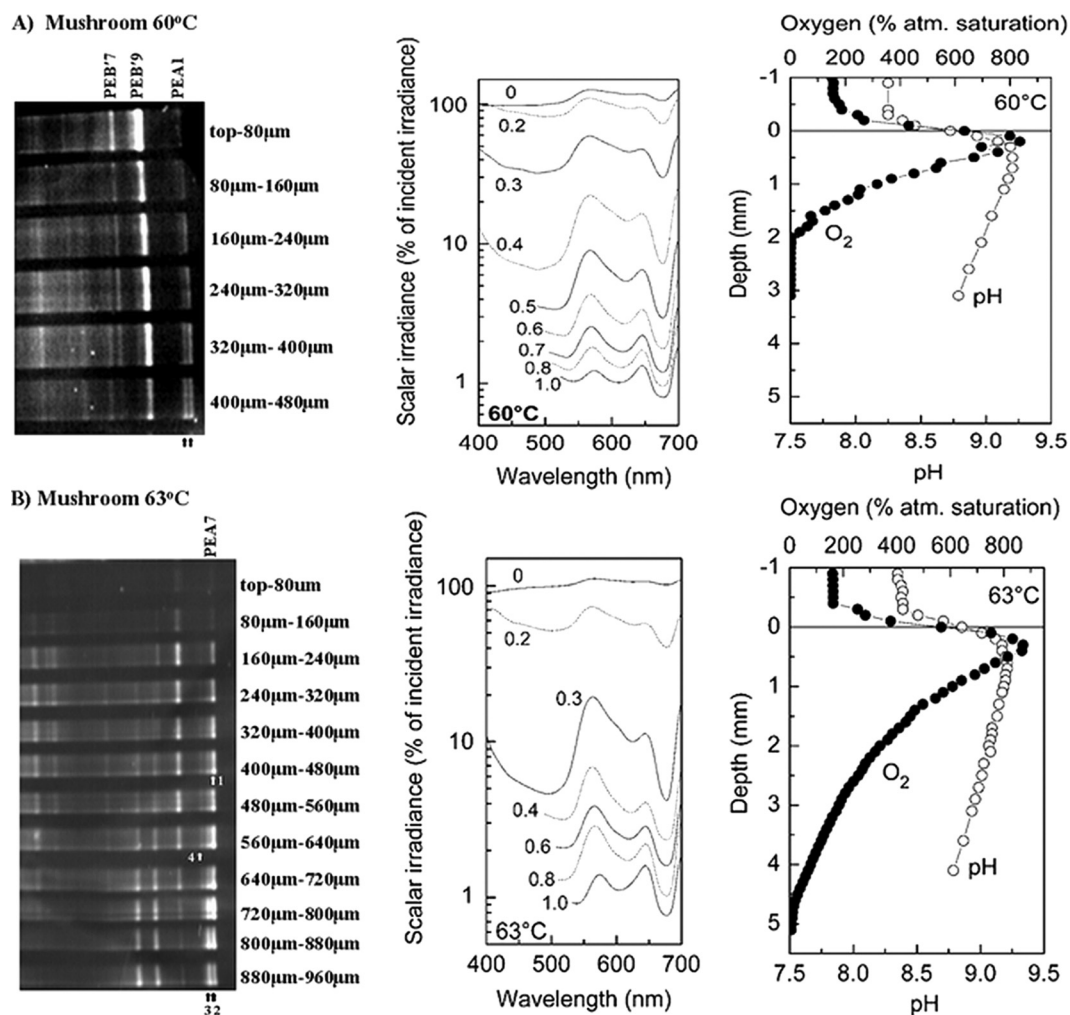 A) Mushroom 60°C
PEB'7
PEB'9
PEA1
top-80μm
80μm-160μm
160μm-240μm
240μm-320μm
320μm- 400μm
400μm-480μm
Scalar irradiance (% of incident irradiance)
100
10
1
0
0.2
0.3
0.4
0.5
0.6
0.7
0.8
1.0
60°C
400 500 600 700
Wavelength (nm)
Oxygen (% atm. saturation)
0 200 400 600 800
60°C
-1
0
1
2
3
4
5
Depth (mm)
O2
pH
7.5 8.0 8.5 9.0 9.5
pH
B) Mushroom 63°C
PEA7
top-80um
80μm-160μm
160μm-240μm
240μm-320μm
320μm-400μm
400μm-480μm
1
480μm-560μm
560μm-640μm
4
640μm-720μm
720μm-800μm
800μm-880μm
880μm-960μm
32
Scalar irradiance (% of incident irradiance)
100
10
1
0
0.2
0.3
0.4
0.6
0.8
1.0
63°C
400 500 600 700
Wavelength (nm)
Oxygen (% atm. saturation)
0 200 400 600 800
63°C
-1
0
1
2
3
4
5
Depth (mm)
O2
pH
7.5 8.0 8.5 9.0 9.5
pH